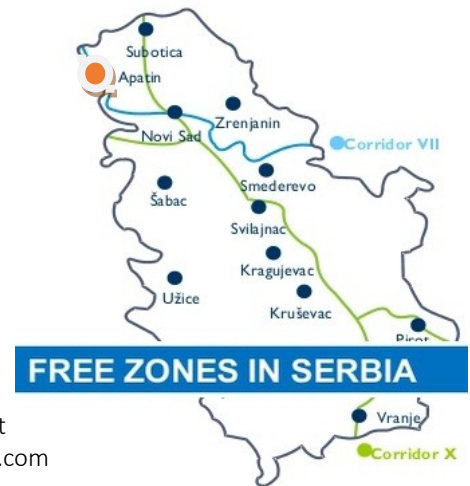 Subotica
Apatin
Zrenjanin
Novi Sad
Corridor VII
Smederevo
Šabac
Svilajnac
Kragujevac
Užice
Kruševac
Pirot
FREE ZONES IN SERBIA
Vranje
t
.com
Corridor X